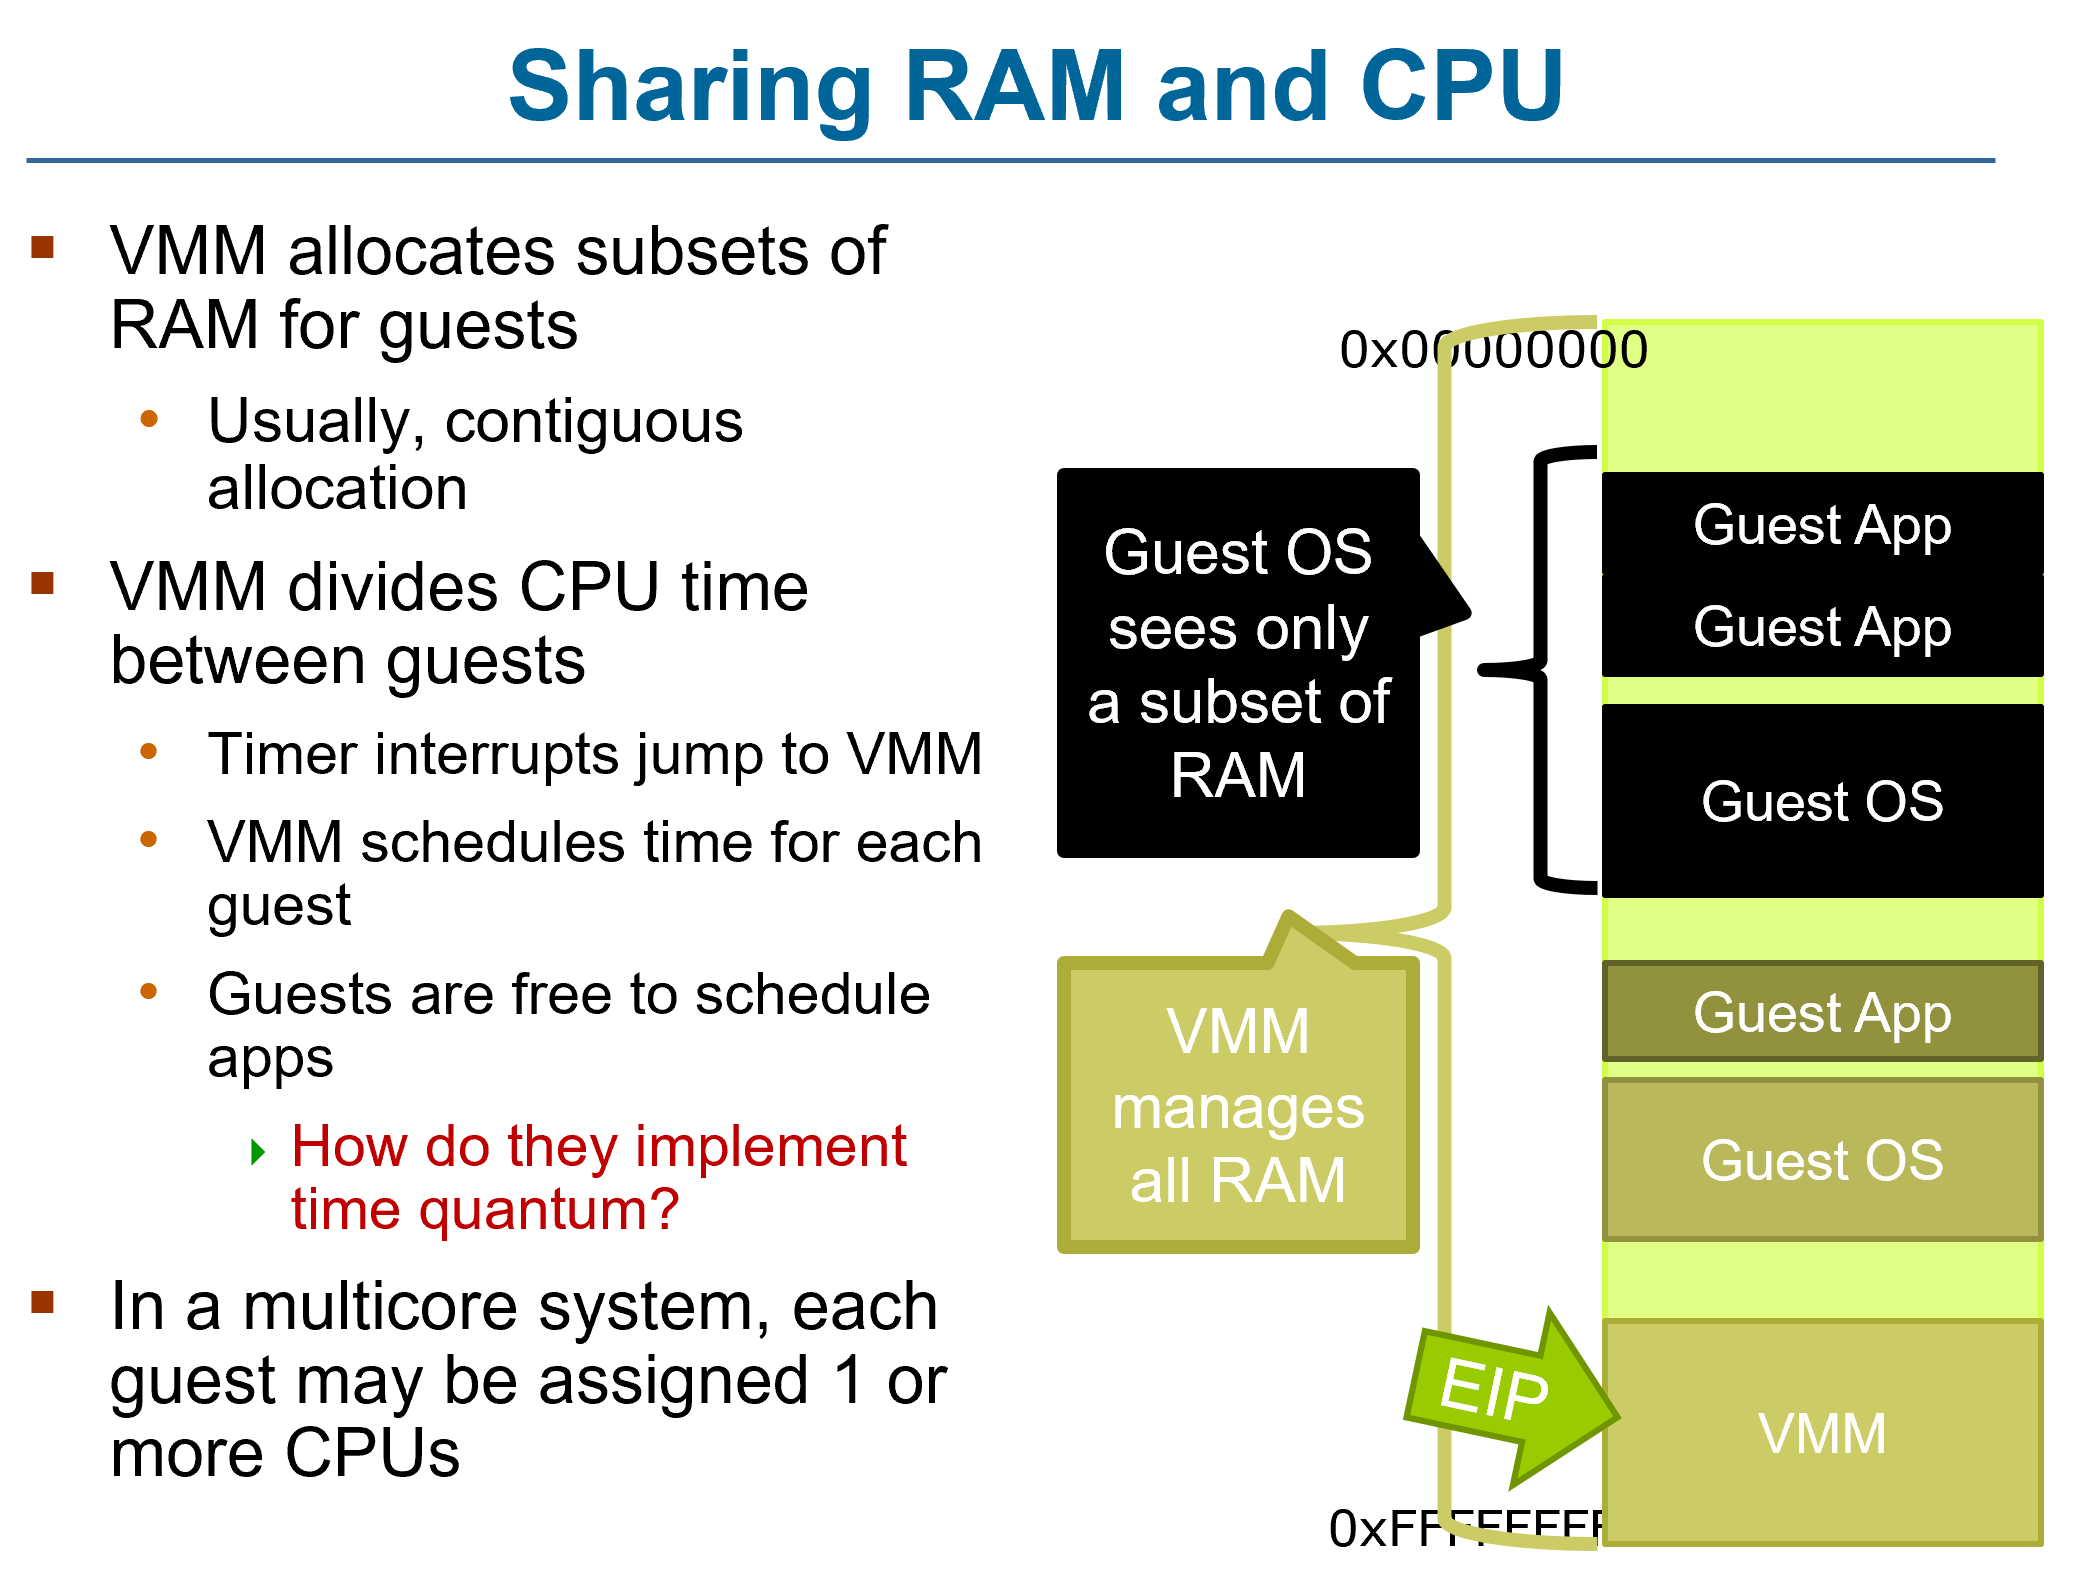 Sharing RAM and CPU
VMM allocates subsets of
RAM for guests
Usually, contiguous
allocation
VMM divides CPU time
between guests
Timer interrupts jump to VMM
VMM schedules time for each
guest
Guests are free to schedule
apps
How do they implement
time quantum?
In a multicore system, each
guest may be assigned 1 or
more CPUs
0x00000000
Guest OS
sees only
a subset of
RAM
VMM
manages
all RAM
Guest App
Guest App
Guest OS
Guest App
Guest OS
EIP
VMM